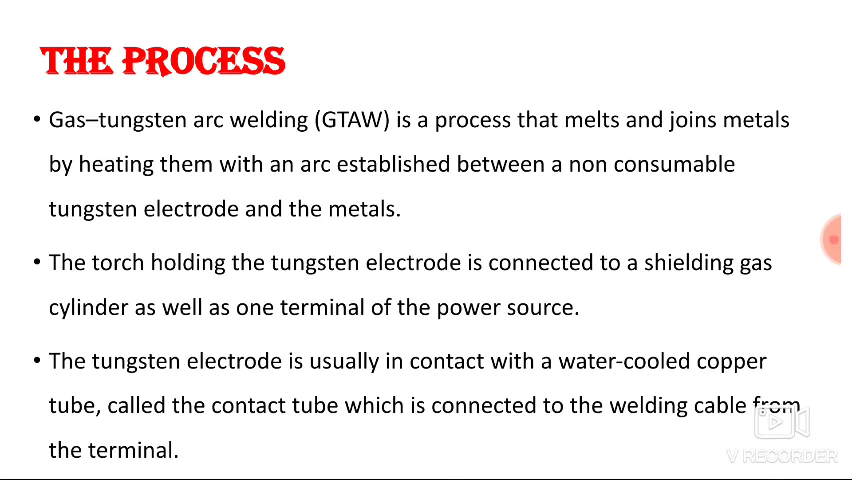 THE PROCESS
• Gas–tungsten arc welding (GTAW) is a process that melts and joins metals
by heating them with an arc established between a non consumable
tungsten electrode and the metals.
• The torch holding the tungsten electrode is connected to a shielding gas
cylinder as well as one terminal of the power source.
• The tungsten electrode is usually in contact with a water-cooled copper
tube, called the contact tube which is connected to the welding cable from
the terminal.
V RECORDER